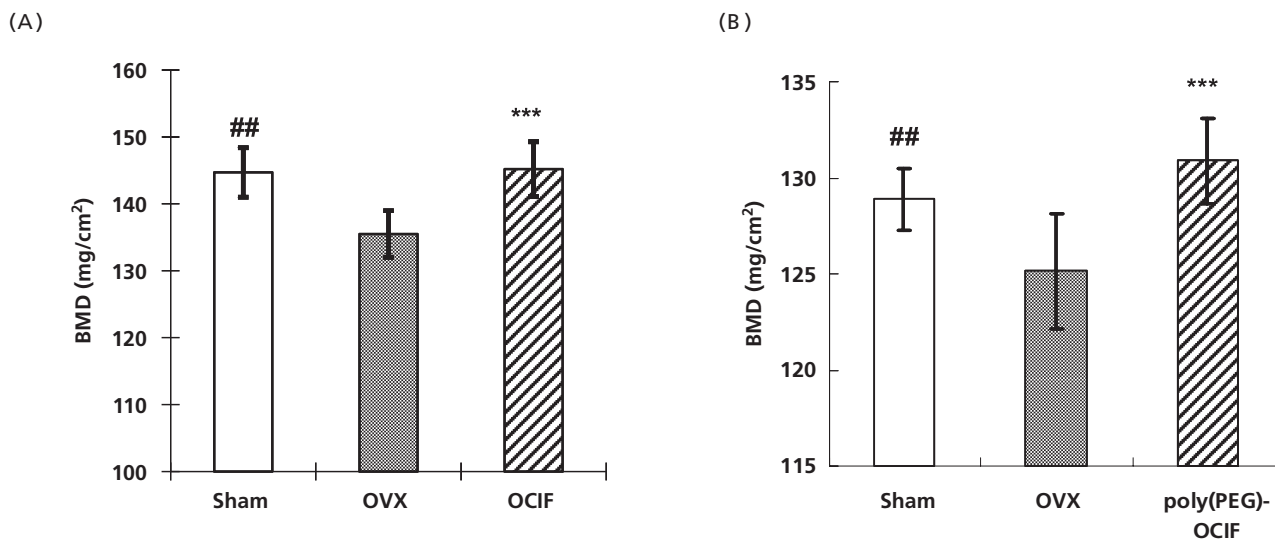 (A)
BMD (mg/cm²)
160
150
140
130
120
110
100
##
***
Sham OVX OCIF
(B)
BMD (mg/cm²)
135
130
125
120
115
##
***
Sham OVX poly(PEG)-
OCIF